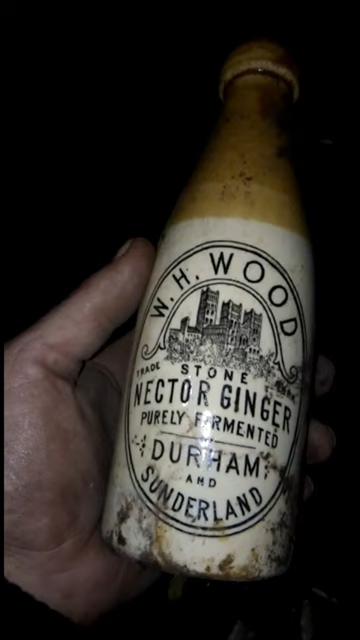 W. H. WOOD
TRADE MARK
STONE
NECTOR GINGER
PURELY FERMENTED
DURHAM
AND
SUNDERLAND